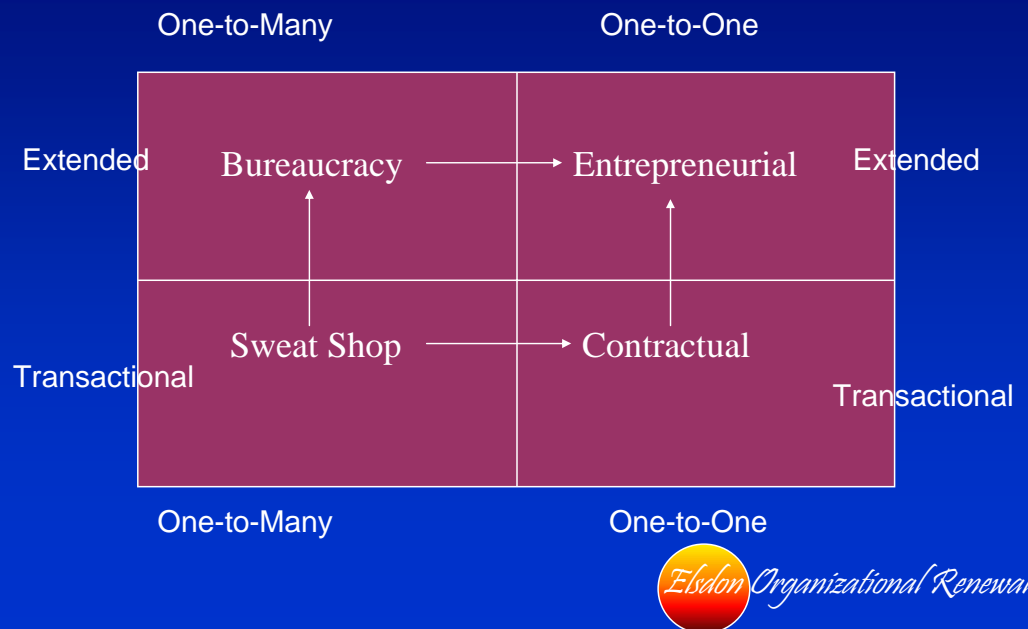 One-to-Many One-to-One
Extended Bureaucracy Entrepreneurial Extended
Sweat Shop Contractual
Transactional Transactional
One-to-Many One-to-One
Elsdon Organizational Renewal